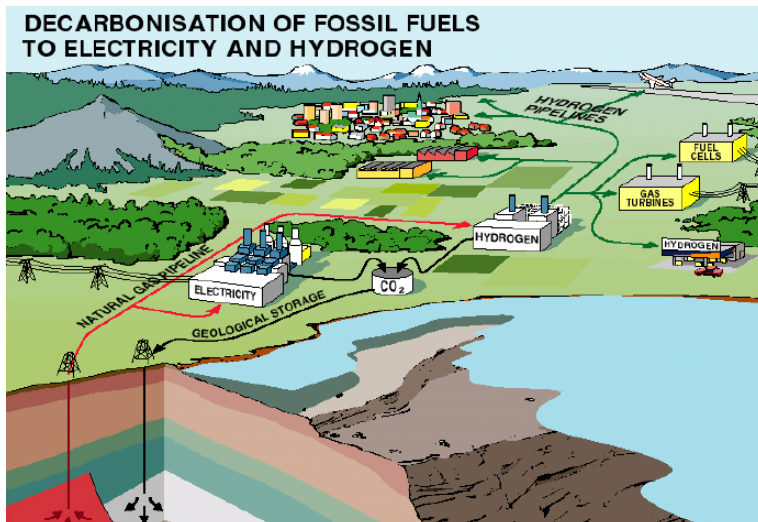 DECARBONISATION OF FOSSIL FUELS
TO ELECTRICITY AND HYDROGEN
HYDROGEN
PIPELINES
FUEL
CELLS
GAS
TURBINES
HYDROGEN
HYDROGEN
NATURAL GAS PIPELINE
ELECTRICITY
CO₂
GEOLOGICAL STORAGE